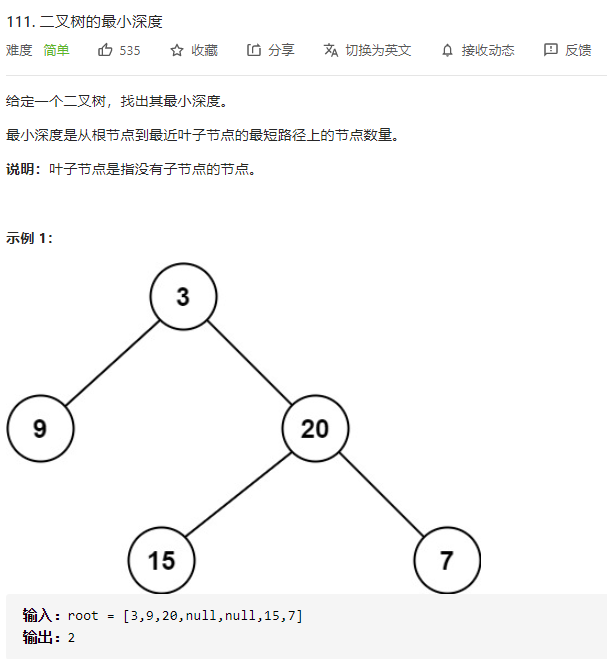 111. 二叉树的最小深度
难度 简单 535 收藏 分享 切换为英文 接收动态 反馈
给定一个二叉树，找出其最小深度。
最小深度是从根节点到最近叶子节点的最短路径上的节点数量。
说明：叶子节点是指没有子节点的节点。
示例 1：
3
9 20
15 7
输入：root = [3,9,20,null,null,15,7]
输出：2